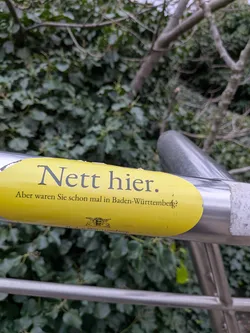 Nett hier.
Aber waren Sie schon mal in Baden-Württemberg?